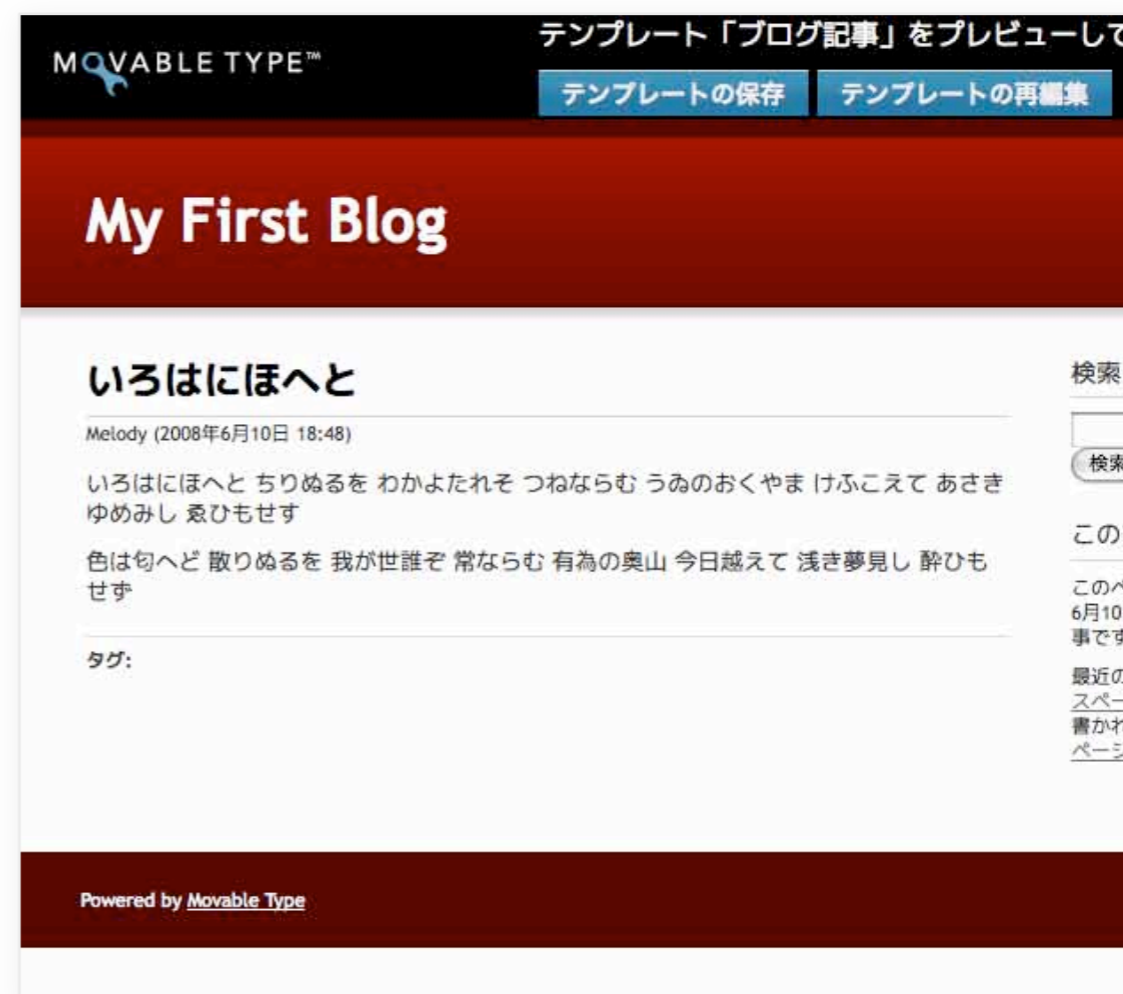 MOVABLE TYPE™
テンプレート「ブログ記事」をプレビューして
テンプレートの保存 テンプレートの再編集
My First Blog
いろはにほへと
Melody (2008年6月10日 18:48)
いろはにほへと ちりぬるを わかよたれそ つねならむ うゐのおくやま けふこえて あさき
ゆめみし ゑひもせす
色は匂へど 散りぬるを 我が世誰ぞ 常ならむ 有為の奥山 今日越えて 浅き夢見し 酔ひも
せず
タグ:
検索
検索
この
このペ
6月10
事です
最近の
スペー
書かれ
ページ
Powered by Movable Type